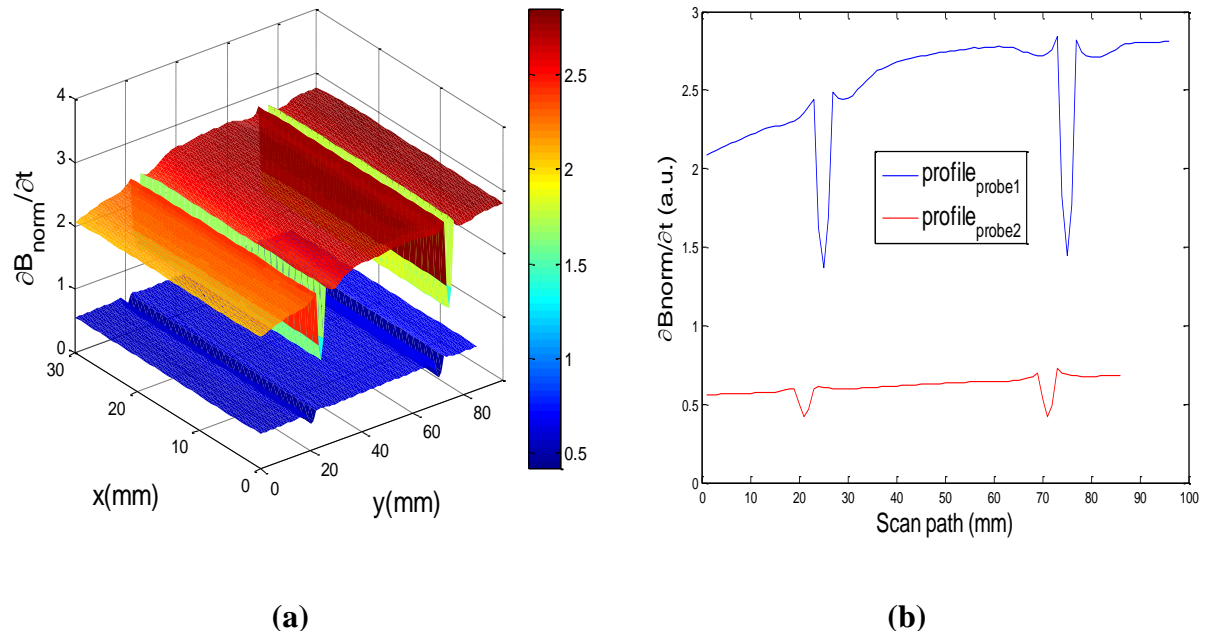 4
3
2
1
0
∂B_norm/∂t
30
20
10
0
x(mm)
0
20
40
60
80
y(mm)
2.5
2
1.5
1
0.5
(a)
3
2.5
2
1.5
1
0.5
0
∂Bnorm/∂t (a.u.)
profile_probe1
profile_probe2
0 10 20 30 40 50 60 70 80 90 100
Scan path (mm)
(b)